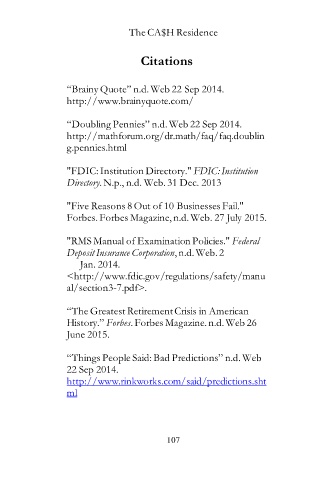 The CA$H Residence
Citations
“Brainy Quote” n.d. Web 22 Sep 2014.
http://www.brainyquote.com/
“Doubling Pennies” n.d. Web 22 Sep 2014.
http://mathforum.org/dr.math/faq/faq.doublin
g.pennies.html
"FDIC: Institution Directory." FDIC: Institution
Directory. N.p., n.d. Web. 31 Dec. 2013
"Five Reasons 8 Out of 10 Businesses Fail."
Forbes. Forbes Magazine, n.d. Web. 27 July 2015.
"RMS Manual of Examination Policies." Federal
Deposit Insurance Corporation, n.d. Web. 2
Jan. 2014.
<http://www.fdic.gov/regulations/safety/manu
al/section3-7.pdf>.
“The Greatest Retirement Crisis in American
History.” Forbes. Forbes Magazine. n.d. Web 26
June 2015.
“Things People Said: Bad Predictions” n.d. Web
22 Sep 2014.
http://www.rinkworks.com/said/predictions.sht
ml
107